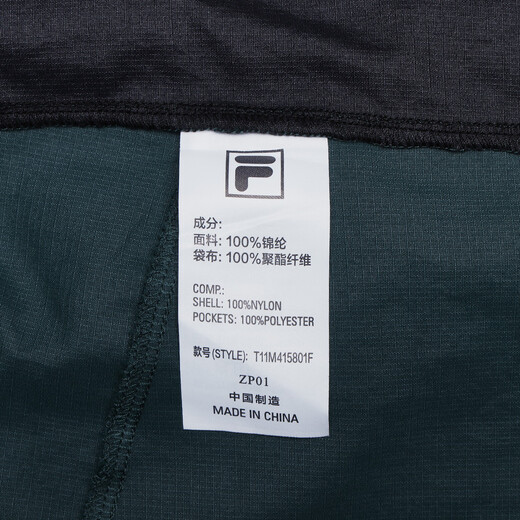 F
成分:
面料: 100%锦纶
袋布: 100%聚酯纤维
COMP.:
SHELL: 100%NYLON
POCKETS: 100%POLYESTER
款号(STYLE): T11M415801F
ZP01
中国制造
MADE IN CHINA